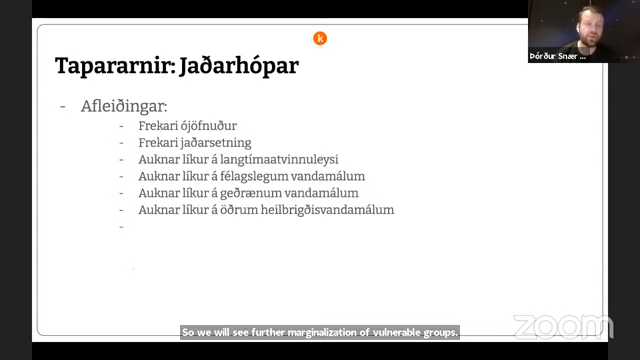 k
Þórður Snær ...
Tapararnir: Jaðarhópar
- Afleiðingar:
- Frekari ójöfnuður
- Frekari jaðarsetning
- Auknar líkur á langtímaatvinnuleysi
- Auknar líkur á félagslegum vandamálum
- Auknar líkur á geðrænum vandamálum
- Auknar líkur á öðrum heilbrigðisvandamálum
-
So we will see further marginalization of vulnerable groups.
zoom